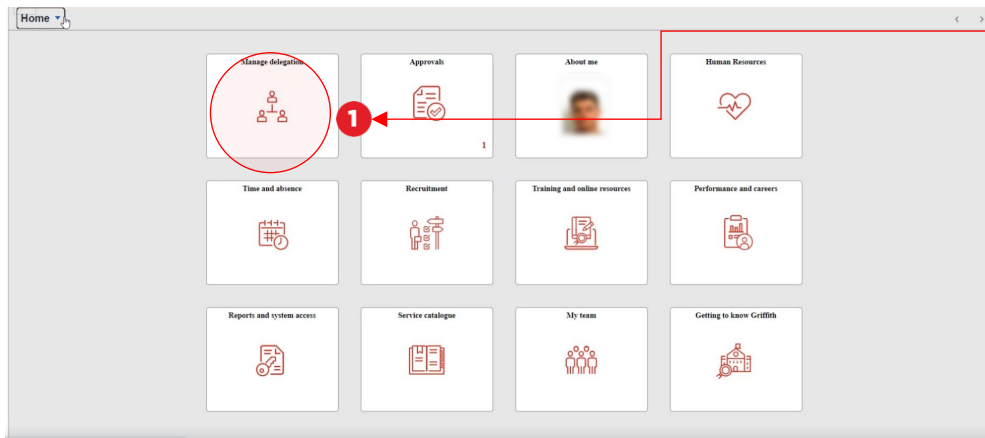 Home
Manage delegation
Approvals
About me
Human Resources
1
1
Time and absence
Recruitment
Training and online resources
Performance and careers
Reports and system access
Service catalogue
My team
Getting to know Griffith